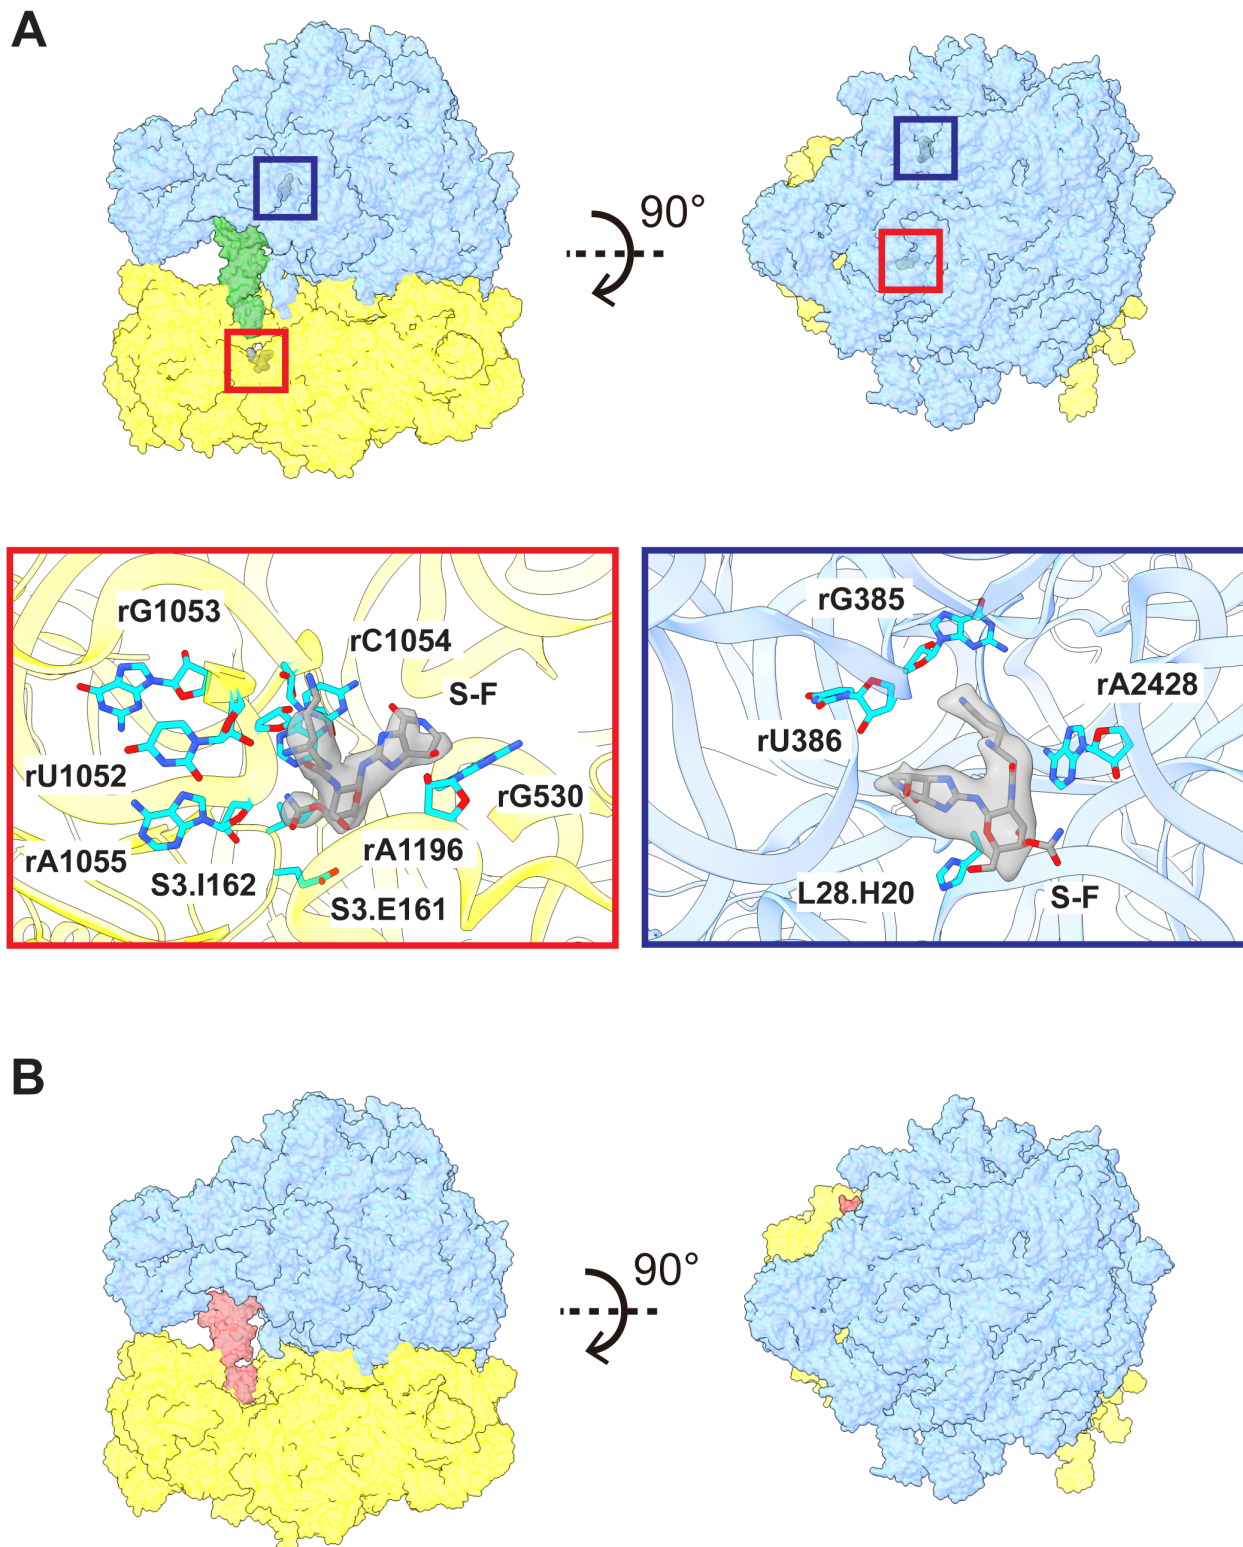 A
90°
rG1053
rC1054
S-F
rU1052
rG530
rA1055
rA1196
S3.I162
S3.E161
rG385
rA2428
rU386
L28.H20
S-F
B
90°